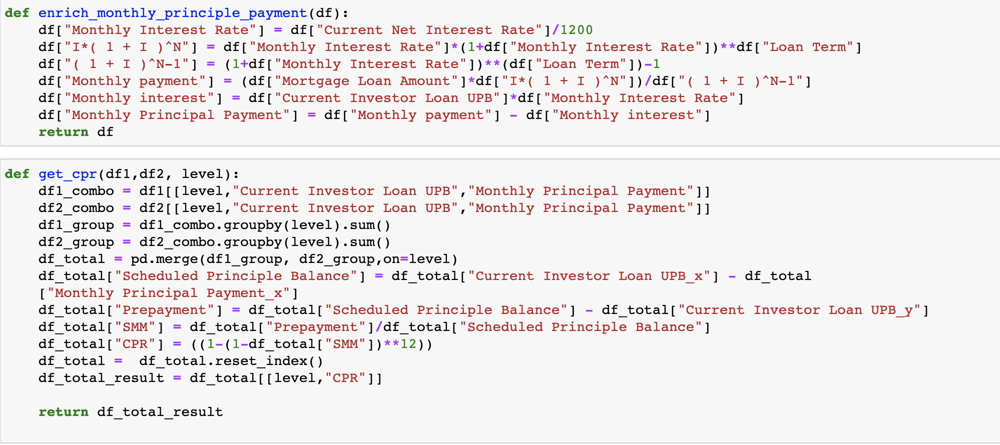 def enrich_monthly_principle_payment(df):
    df["Monthly Interest Rate"] = df["Current Net Interest Rate"]/1200
    df["I*( 1 + I )^N"] = df["Monthly Interest Rate"]*(1+df["Monthly Interest Rate"])**df["Loan Term"]
    df["( 1 + I )^N-1"] = (1+df["Monthly Interest Rate"])**(df["Loan Term"])-1
    df["Monthly payment"] = (df["Mortgage Loan Amount"]*df["I*( 1 + I )^N"])/df["( 1 + I )^N-1"]
    df["Monthly interest"] = df["Current Investor Loan UPB"]*df["Monthly Interest Rate"]
    df["Monthly Principal Payment"] = df["Monthly payment"] - df["Monthly interest"]
    return df
def get_cpr(df1,df2, level):
    df1_combo = df1[[level,"Current Investor Loan UPB","Monthly Principal Payment"]]
    df2_combo = df2[[level,"Current Investor Loan UPB","Monthly Principal Payment"]]
    df1_group = df1_combo.groupby(level).sum()
    df2_group = df2_combo.groupby(level).sum()
    df_total = pd.merge(df1_group, df2_group,on=level)
    df_total["Scheduled Principle Balance"] = df_total["Current Investor Loan UPB_x"] - df_total
    ["Monthly Principal Payment_x"]
    df_total["Prepayment"] = df_total["Scheduled Principle Balance"] - df_total["Current Investor Loan UPB_y"]
    df_total["SMM"] = df_total["Prepayment"]/df_total["Scheduled Principle Balance"]
    df_total["CPR"] = ((1-(1-df_total["SMM"])**12))
    df_total =  df_total.reset_index()
    df_total_result = df_total[[level,"CPR"]]
    return df_total_result